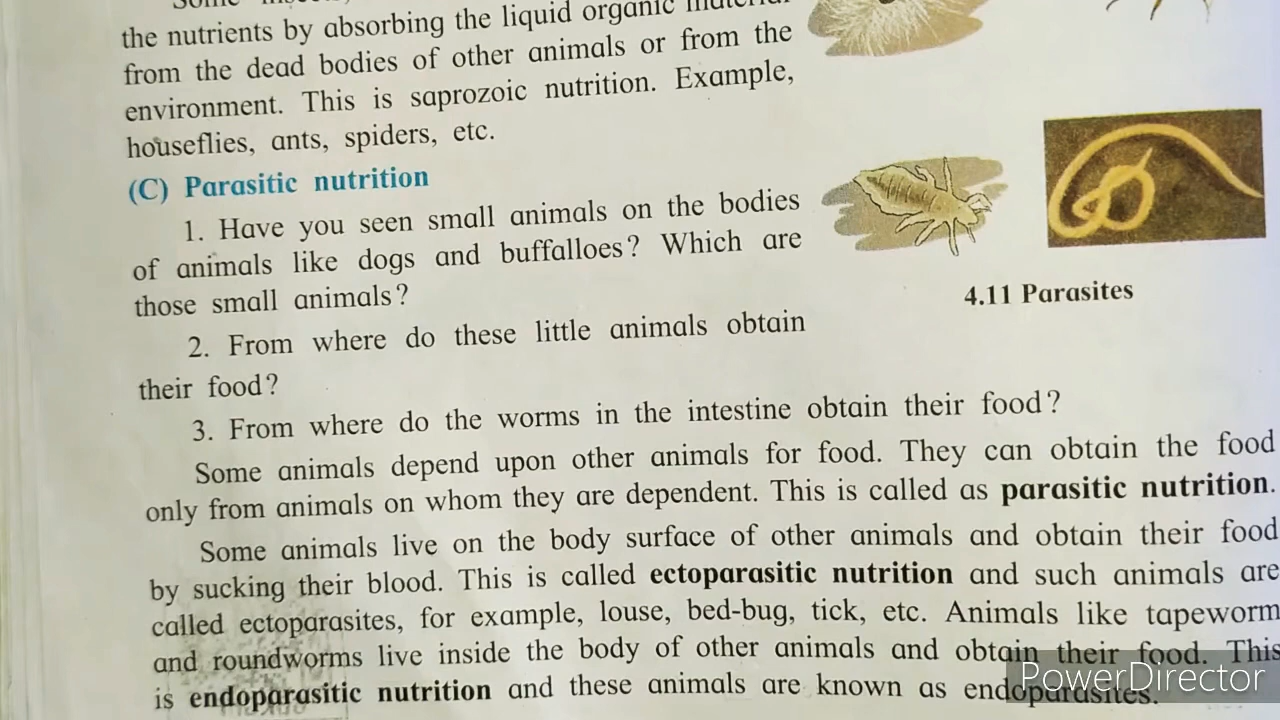 the nutrients by absorbing the liquid organic material
from the dead bodies of other animals or from the
environment. This is saprozoic nutrition. Example,
houseflies, ants, spiders, etc.
(C) Parasitic nutrition
1. Have you seen small animals on the bodies
of animals like dogs and buffalloes? Which are
those small animals?
4.11 Parasites
2. From where do these little animals obtain
their food?
3. From where do the worms in the intestine obtain their food?
Some animals depend upon other animals for food. They can obtain the food
only from animals on whom they are dependent. This is called as parasitic nutrition.
Some animals live on the body surface of other animals and obtain their food
by sucking their blood. This is called ectoparasitic nutrition and such animals are
called ectoparasites, for example, louse, bed-bug, tick, etc. Animals like tapeworm
and roundworms live inside the body of other animals and obtain their food. This
is endoparasitic nutrition and these animals are known as endoparasites.
PowerDirector